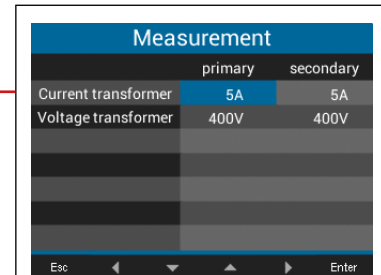 Measurement
primary secondary
Current transformer 5A 5A
Voltage transformer 400V 400V
Esc Enter